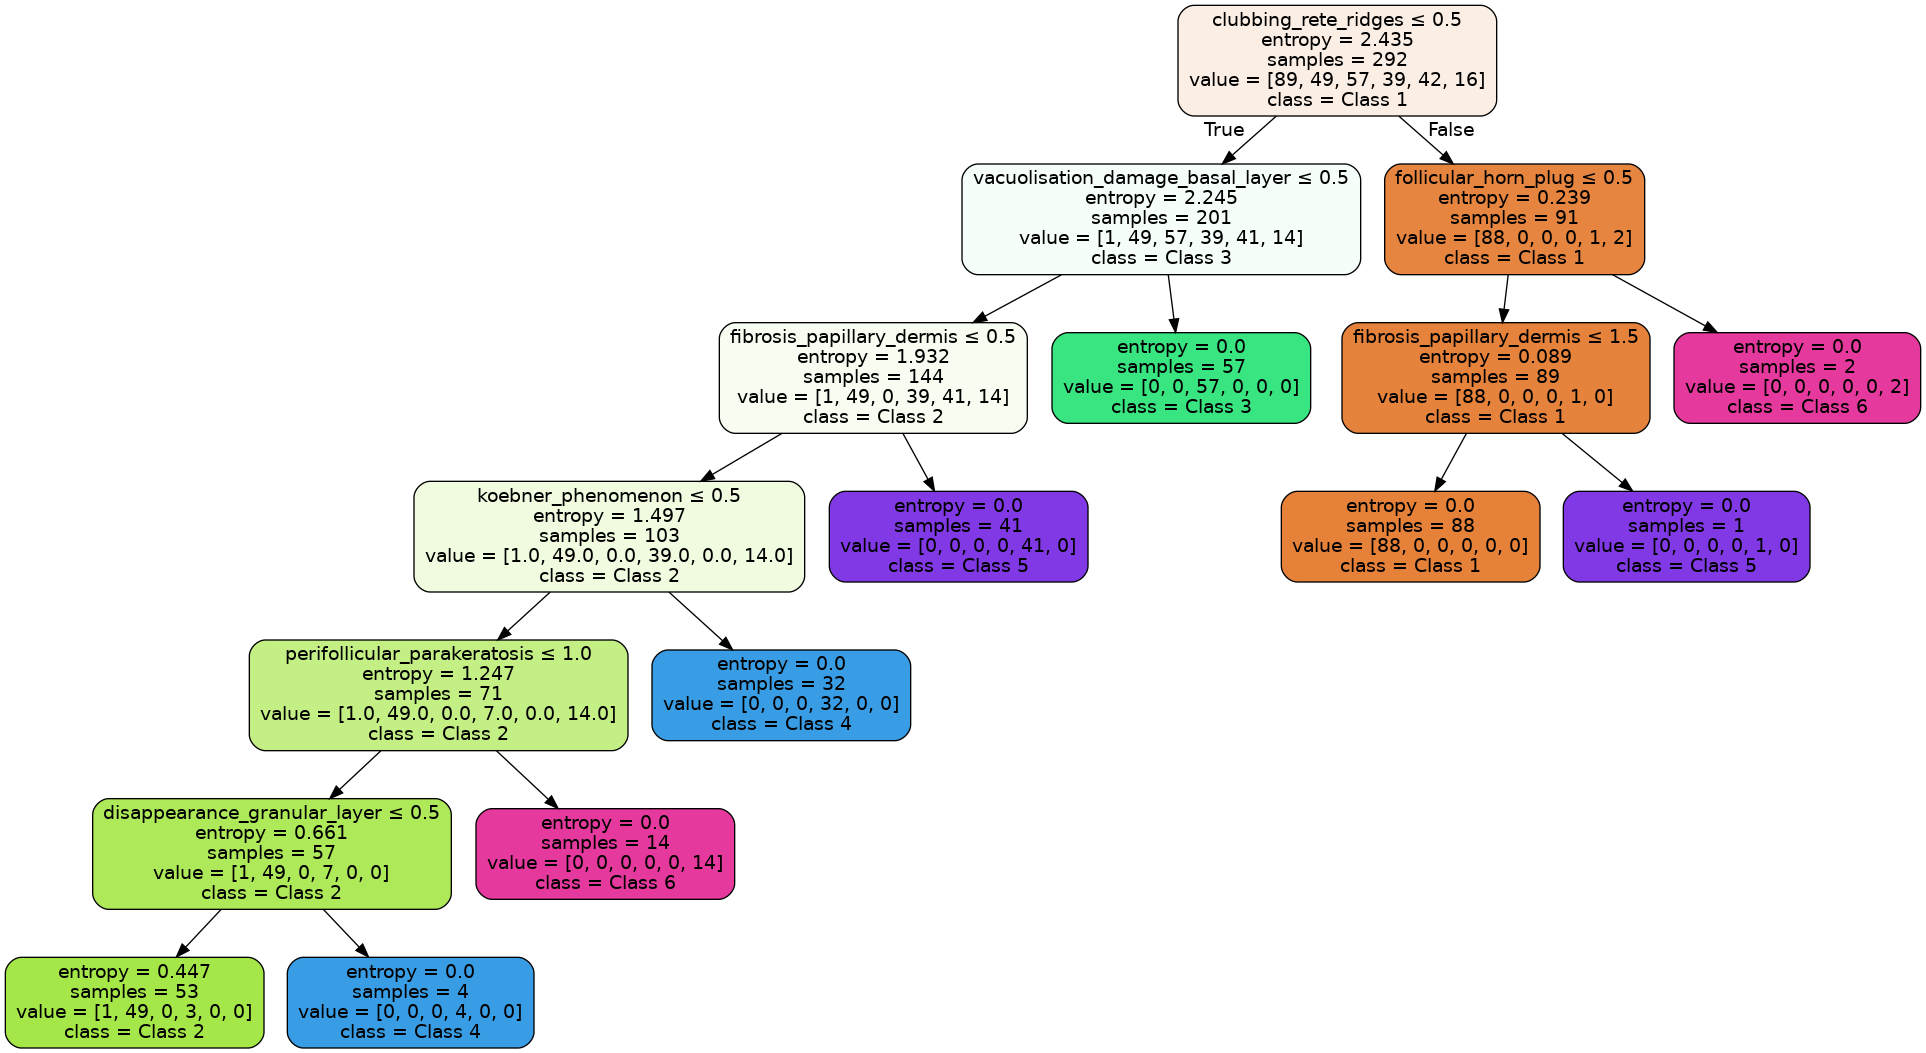 clubbing_rete_ridges ≤ 0.5
entropy = 2.435
samples = 292
value = [89, 49, 57, 39, 42, 16]
class = Class 1
True
False
vacuolisation_damage_basal_layer ≤ 0.5
entropy = 2.245
samples = 201
value = [1, 49, 57, 39, 41, 14]
class = Class 3
follicular_horn_plug ≤ 0.5
entropy = 0.239
samples = 91
value = [88, 0, 0, 0, 1, 2]
class = Class 1
fibrosis_papillary_dermis ≤ 0.5
entropy = 1.932
samples = 144
value = [1, 49, 0, 39, 41, 14]
class = Class 2
entropy = 0.0
samples = 57
value = [0, 0, 57, 0, 0, 0]
class = Class 3
fibrosis_papillary_dermis ≤ 1.5
entropy = 0.089
samples = 89
value = [88, 0, 0, 0, 1, 0]
class = Class 1
entropy = 0.0
samples = 2
value = [0, 0, 0, 0, 0, 2]
class = Class 6
koebner_phenomenon ≤ 0.5
entropy = 1.497
samples = 103
value = [1.0, 49.0, 0.0, 39.0, 0.0, 14.0]
class = Class 2
entropy = 0.0
samples = 41
value = [0, 0, 0, 0, 41, 0]
class = Class 5
entropy = 0.0
samples = 88
value = [88, 0, 0, 0, 0, 0]
class = Class 1
entropy = 0.0
samples = 1
value = [0, 0, 0, 0, 1, 0]
class = Class 5
perifollicular_parakeratosis ≤ 1.0
entropy = 1.247
samples = 71
value = [1.0, 49.0, 0.0, 7.0, 0.0, 14.0]
class = Class 2
entropy = 0.0
samples = 32
value = [0, 0, 0, 32, 0, 0]
class = Class 4
disappearance_granular_layer ≤ 0.5
entropy = 0.661
samples = 57
value = [1, 49, 0, 7, 0, 0]
class = Class 2
entropy = 0.0
samples = 14
value = [0, 0, 0, 0, 0, 14]
class = Class 6
entropy = 0.447
samples = 53
value = [1, 49, 0, 3, 0, 0]
class = Class 2
entropy = 0.0
samples = 4
value = [0, 0, 0, 4, 0, 0]
class = Class 4